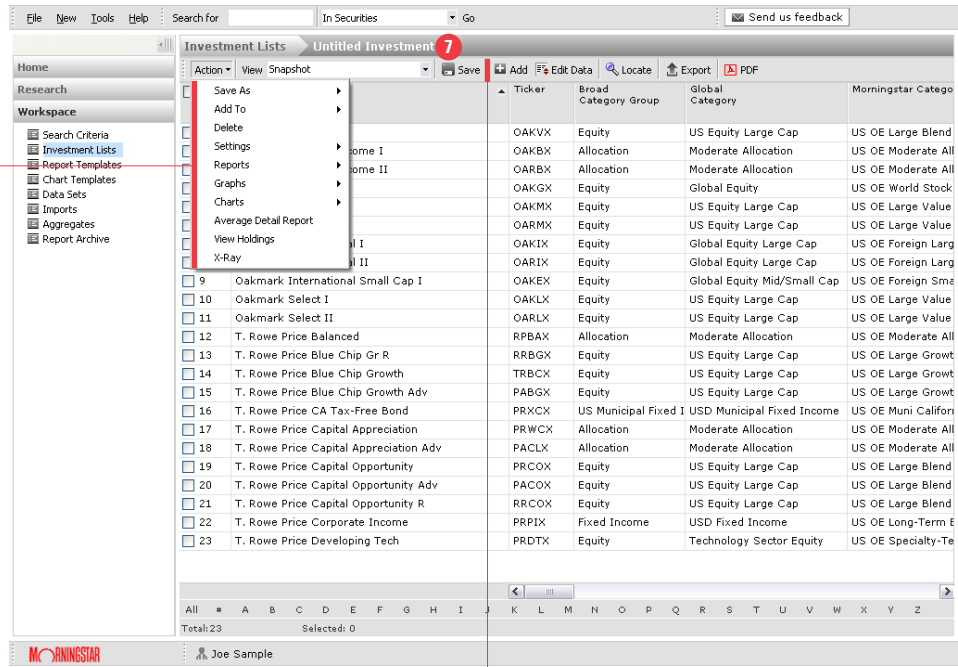 File New Tools Help Search for In Securities Go Send us feedback
Investment Lists Untitled Investment 7
Home
Action View Snapshot Save Add Edit Data Locate Export PDF
Research
Workspace
Search Criteria
Investment Lists
Report Templates
Chart Templates
Data Sets
Imports
Aggregates
Report Archive
Save As
Add To
Delete
Settings
Reports
Graphs
Charts
Average Detail Report
View Holdings
X-Ray
Ticker Broad Category Group Global Category Morningstar Catego
OAKVX Equity US Equity Large Cap US OE Large Blend
ome I OAKBX Allocation Moderate Allocation US OE Moderate All
ome II OARBX Allocation Moderate Allocation US OE Moderate All
OAKGX Equity Global Equity US OE World Stock
OAKMX Equity US Equity Large Cap US OE Large Value
OARMX Equity US Equity Large Cap US OE Large Value
al I OAKIX Equity Global Equity Large Cap US OE Foreign Larg
al II OARIX Equity Global Equity Large Cap US OE Foreign Larg
9 Oakmark International Small Cap I OAKEX Equity Global Equity Mid/Small Cap US OE Foreign Sma
10 Oakmark Select I OAKLX Equity US Equity Large Cap US OE Large Value
11 Oakmark Select II OARLX Equity US Equity Large Cap US OE Large Value
12 T. Rowe Price Balanced RPBAX Allocation Moderate Allocation US OE Moderate All
13 T. Rowe Price Blue Chip Gr R RRBGX Equity US Equity Large Cap US OE Large Growt
14 T. Rowe Price Blue Chip Growth TRBCX Equity US Equity Large Cap US OE Large Growt
15 T. Rowe Price Blue Chip Growth Adv PABGX Equity US Equity Large Cap US OE Large Growt
16 T. Rowe Price CA Tax-Free Bond PRXCX US Municipal Fixed I USD Municipal Fixed Income US OE Muni Califor
17 T. Rowe Price Capital Appreciation PRWCX Allocation Moderate Allocation US OE Moderate All
18 T. Rowe Price Capital Appreciation Adv PACLX Allocation Moderate Allocation US OE Moderate All
19 T. Rowe Price Capital Opportunity PRCOX Equity US Equity Large Cap US OE Large Blend
20 T. Rowe Price Capital Opportunity Adv PACOX Equity US Equity Large Cap US OE Large Blend
21 T. Rowe Price Capital Opportunity R RRCOX Equity US Equity Large Cap US OE Large Blend
22 T. Rowe Price Corporate Income PRPIX Fixed Income USD Fixed Income US OE Long-Term B
23 T. Rowe Price Developing Tech PRDTX Equity Technology Sector Equity US OE Specialty-Te
All # A B C D E F G H I J K L M N O P Q R S T U V W X Y Z
Total:23 Selected: 0
MORNINGSTAR Joe Sample